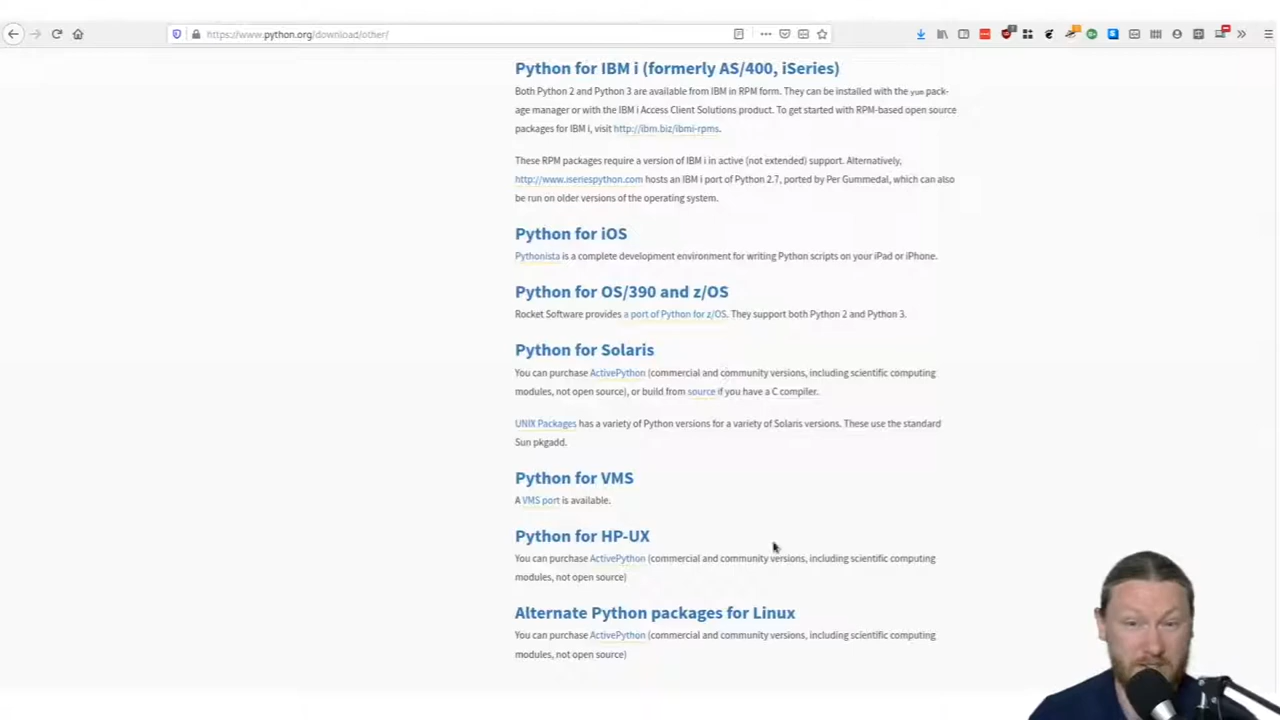 https://www.python.org/download/other/
Python for IBM i (formerly AS/400, iSeries)
Both Python 2 and Python 3 are available from IBM in RPM form. They can be installed with the yum pack-
age manager or with the IBM i Access Client Solutions product. To get started with RPM-based open source
packages for IBM i, visit http://ibm.biz/ibmi-rpms.
These RPM packages require a version of IBM i in active (not extended) support. Alternatively,
http://www.iseriespython.com hosts an IBM i port of Python 2.7, ported by Per Gummedal, which can also
be run on older versions of the operating system.
Python for iOS
Pythonista is a complete development environment for writing Python scripts on your iPad or iPhone.
Python for OS/390 and z/OS
Rocket Software provides a port of Python for z/OS. They support both Python 2 and Python 3.
Python for Solaris
You can purchase ActivePython (commercial and community versions, including scientific computing
modules, not open source), or build from source if you have a C compiler.
UNIX Packages has a variety of Python versions for a variety of Solaris versions. These use the standard
Sun pkgadd.
Python for VMS
A VMS port is available.
Python for HP-UX
You can purchase ActivePython (commercial and community versions, including scientific computing
modules, not open source)
Alternate Python packages for Linux
You can purchase ActivePython (commercial and community versions, including scientific computing
modules, not open source)